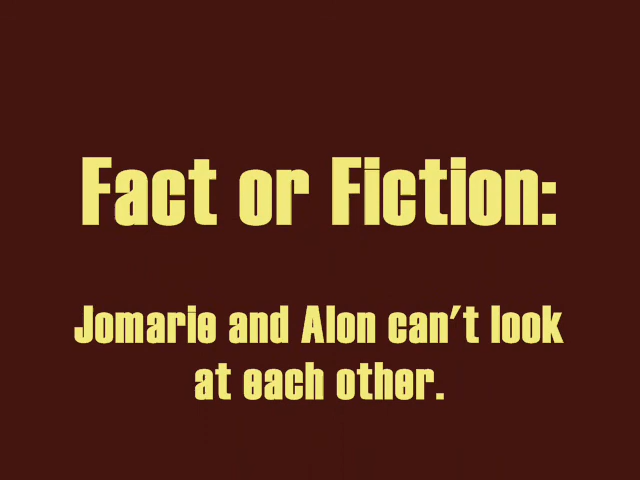 Fact or Fiction:
Jomarie and Alon can't look
at each other.